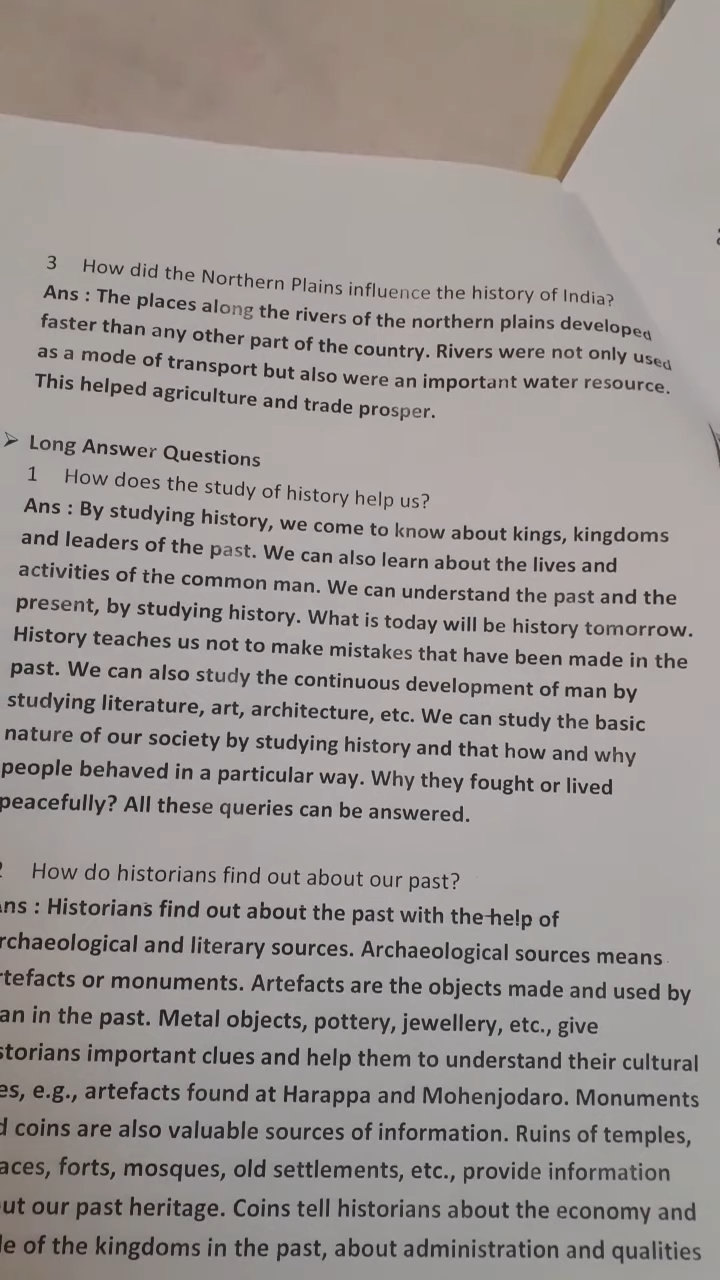 3 How did the Northern Plains influence the history of India?
Ans : The places along the rivers of the northern plains developed
faster than any other part of the country. Rivers were not only used
as a mode of transport but also were an important water resource.
This helped agriculture and trade prosper.
➢ Long Answer Questions
1 How does the study of history help us?
Ans : By studying history, we come to know about kings, kingdoms
and leaders of the past. We can also learn about the lives and
activities of the common man. We can understand the past and the
present, by studying history. What is today will be history tomorrow.
History teaches us not to make mistakes that have been made in the
past. We can also study the continuous development of man by
studying literature, art, architecture, etc. We can study the basic
nature of our society by studying history and that how and why
people behaved in a particular way. Why they fought or lived
peacefully? All these queries can be answered.
How do historians find out about our past?
ns : Historians find out about the past with the help of
rchaeological and literary sources. Archaeological sources means
rtefacts or monuments. Artefacts are the objects made and used by
an in the past. Metal objects, pottery, jewellery, etc., give
storians important clues and help them to understand their cultural
es, e.g., artefacts found at Harappa and Mohenjodaro. Monuments
d coins are also valuable sources of information. Ruins of temples,
aces, forts, mosques, old settlements, etc., provide information
ut our past heritage. Coins tell historians about the economy and
le of the kingdoms in the past, about administration and qualities